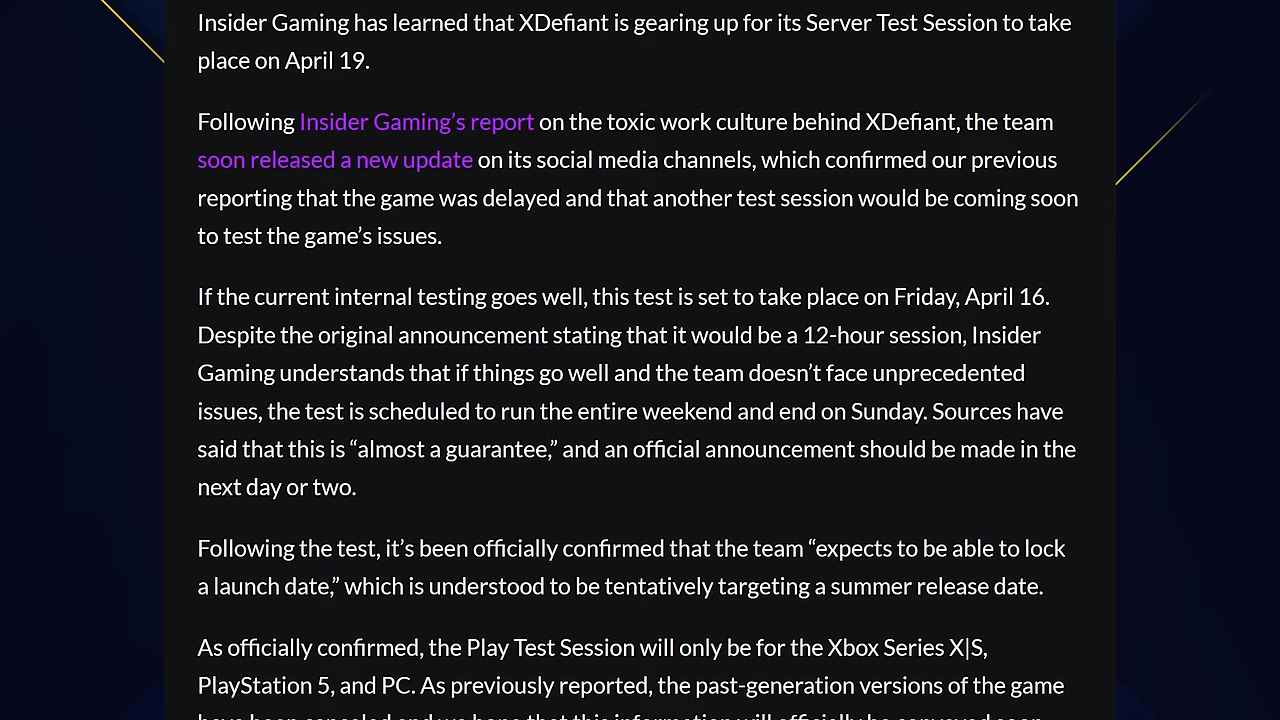 Insider Gaming has learned that XDefiant is gearing up for its Server Test Session to take
place on April 19.
Following Insider Gaming’s report on the toxic work culture behind XDefiant, the team
soon released a new update on its social media channels, which confirmed our previous
reporting that the game was delayed and that another test session would be coming soon
to test the game’s issues.
If the current internal testing goes well, this test is set to take place on Friday, April 16.
Despite the original announcement stating that it would be a 12-hour session, Insider
Gaming understands that if things go well and the team doesn’t face unprecedented
issues, the test is scheduled to run the entire weekend and end on Sunday. Sources have
said that this is “almost a guarantee,” and an official announcement should be made in the
next day or two.
Following the test, it’s been officially confirmed that the team “expects to be able to lock
a launch date,” which is understood to be tentatively targeting a summer release date.
As officially confirmed, the Play Test Session will only be for the Xbox Series X|S,
PlayStation 5, and PC. As previously reported, the past-generation versions of the game